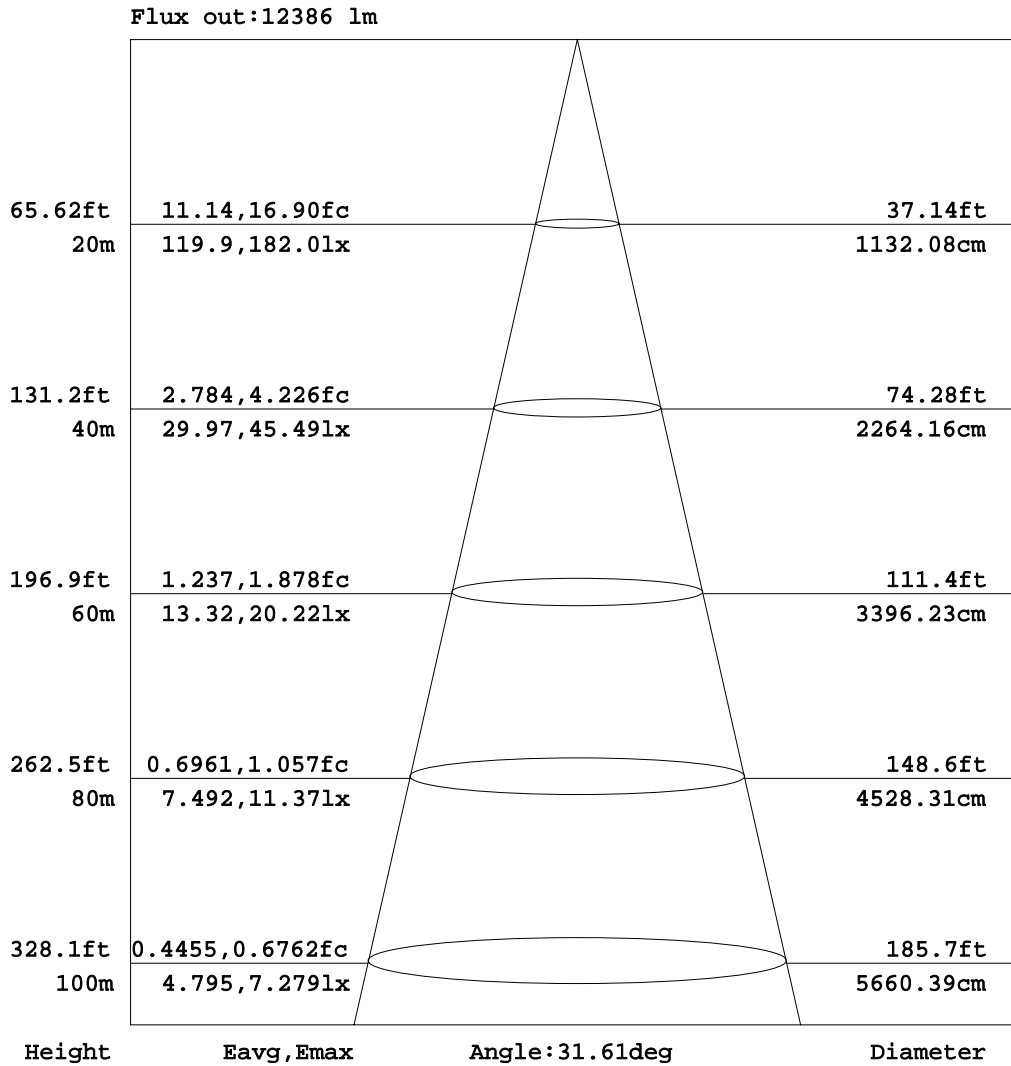 Flux out:12386 lm
65.62ft 11.14,16.90fc 37.14ft
20m 119.9,182.0lx 1132.08cm
131.2ft 2.784,4.226fc 74.28ft
40m 29.97,45.49lx 2264.16cm
196.9ft 1.237,1.878fc 111.4ft
60m 13.32,20.22lx 3396.23cm
262.5ft 0.6961,1.057fc 148.6ft
80m 7.492,11.37lx 4528.31cm
328.1ft 0.4455,0.6762fc 185.7ft
100m 4.795,7.279lx 5660.39cm
Height Eavg,Emax Angle:31.61deg Diameter